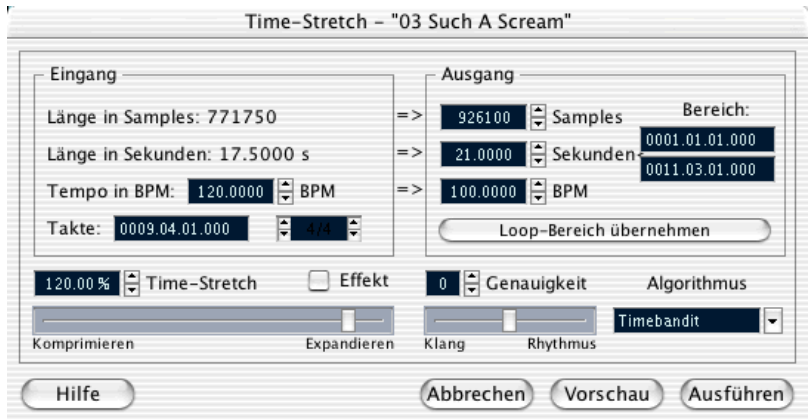 Time-Stretch - "03 Such A Scream"
Eingang
Länge in Samples: 771750
Länge in Sekunden: 17.5000 s
Tempo in BPM: 120.0000 BPM
Takte: 0009.04.01.000 4/4
=>
=>
=>
Ausgang
926100 Samples
21.0000 Sekunden
100.0000 BPM
Bereich:
0001.01.01.000
0011.03.01.000
Loop-Bereich übernehmen
120.00 % Time-Stretch
Effekt
Komprimieren Expandieren
0 Genauigkeit
Klang Rhythmus
Algorithmus
Timebandit
Hilfe
Abbrechen
Vorschau
Ausführen